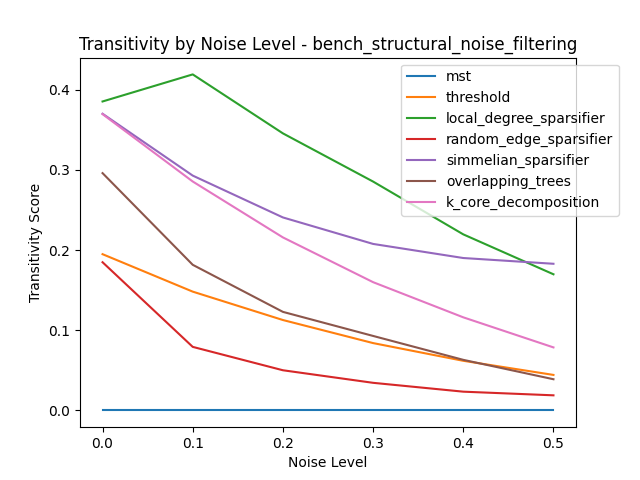 Transitivity by Noise Level - bench_structural_noise_filtering
mst
threshold
local_degree_sparsifier
random_edge_sparsifier
simmelian_sparsifier
overlapping_trees
k_core_decomposition
Transitivity Score
0.4
0.3
0.2
0.1
0.0
0.0 0.1 0.2 0.3 0.4 0.5
Noise Level